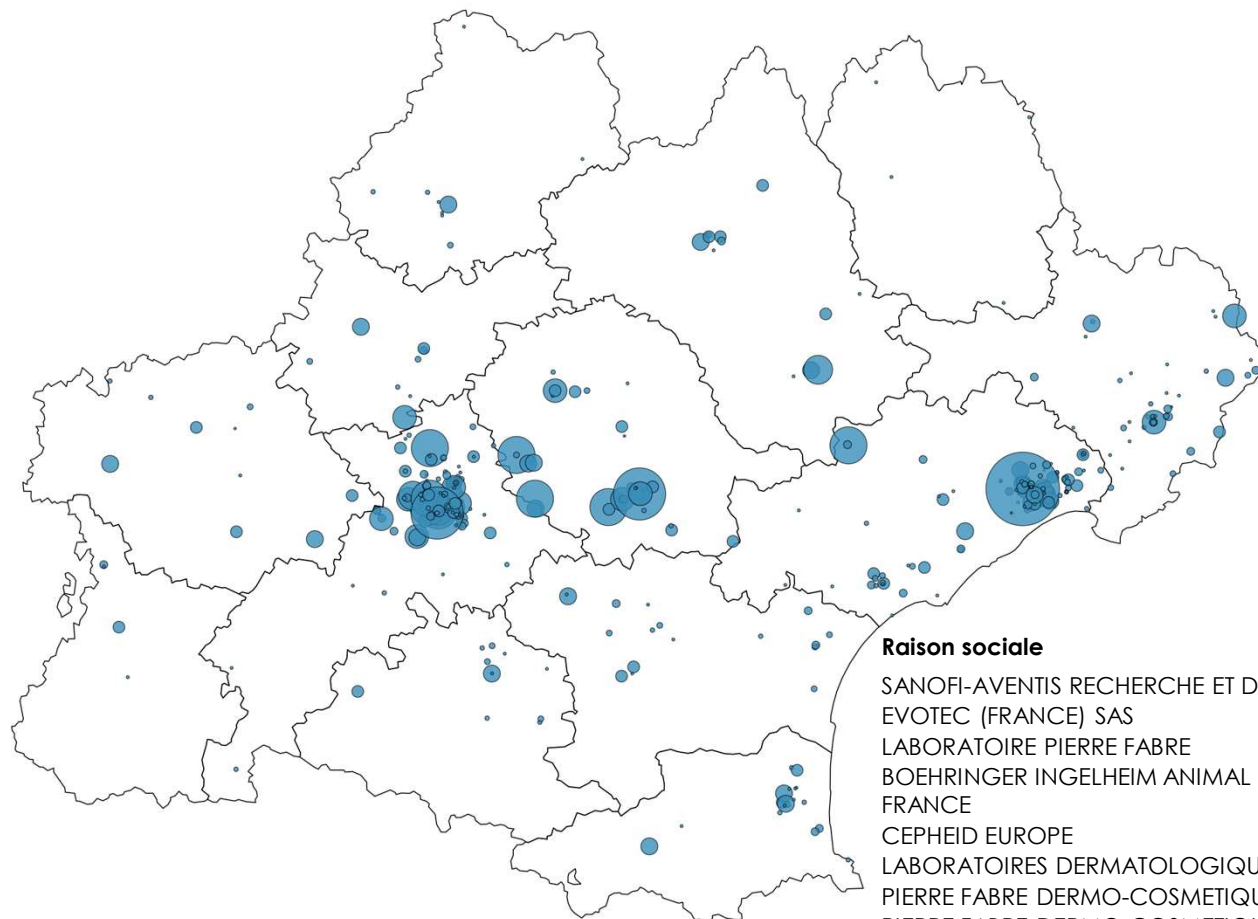 Raison sociale
SANOFI-AVENTIS RECHERCHE ET D
EVOTEC (FRANCE) SAS
LABORATOIRE PIERRE FABRE
BOEHRINGER INGELHEIM ANIMAL
FRANCE
CEPHEID EUROPE
LABORATOIRES DERMATOLOGIQU
PIERRE FABRE DERMO-COSMETIQU